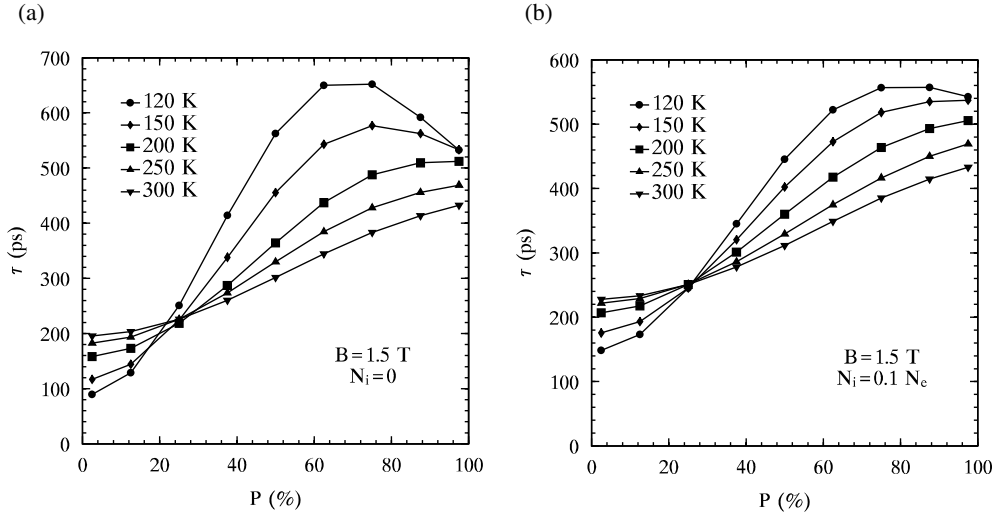 (a)
τ (ps)
700
600
500
400
300
200
100
0
120 K
150 K
200 K
250 K
300 K
B=1.5 T
Nᵢ=0
0 20 40 60 80 100
P (%)
(b)
τ (ps)
600
500
400
300
200
100
0
120 K
150 K
200 K
250 K
300 K
B=1.5 T
Nᵢ=0.1 Nₑ
0 20 40 60 80 100
P (%)